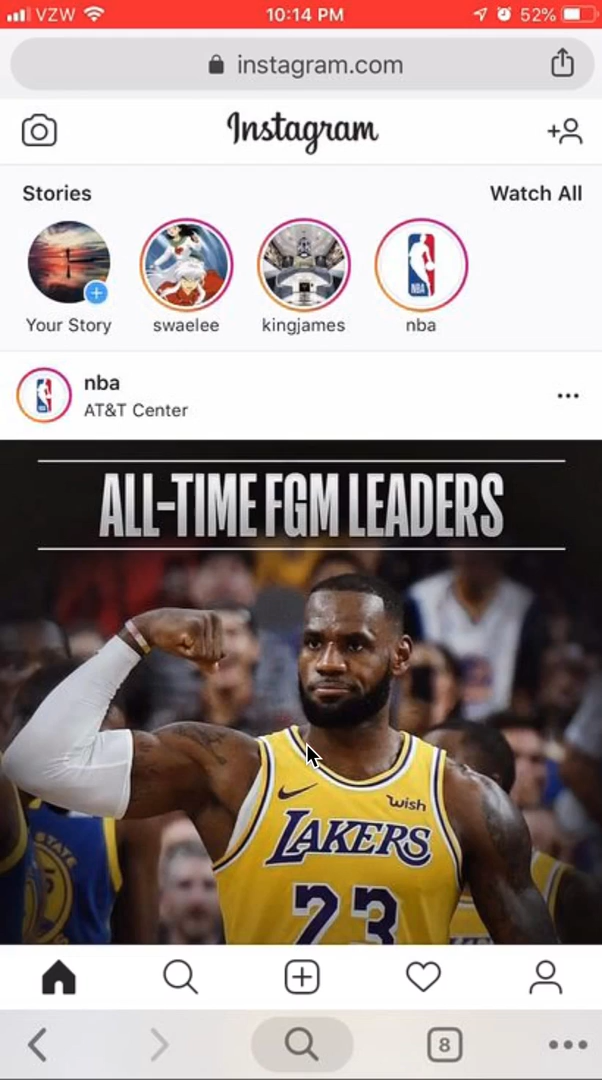 VZW 10:14 PM 52%
instagram.com
Instagram
Stories Watch All
Your Story swaelee kingjames nba
nba
AT&T Center
ALL-TIME FGM LEADERS
wish
LAKERS
23
8